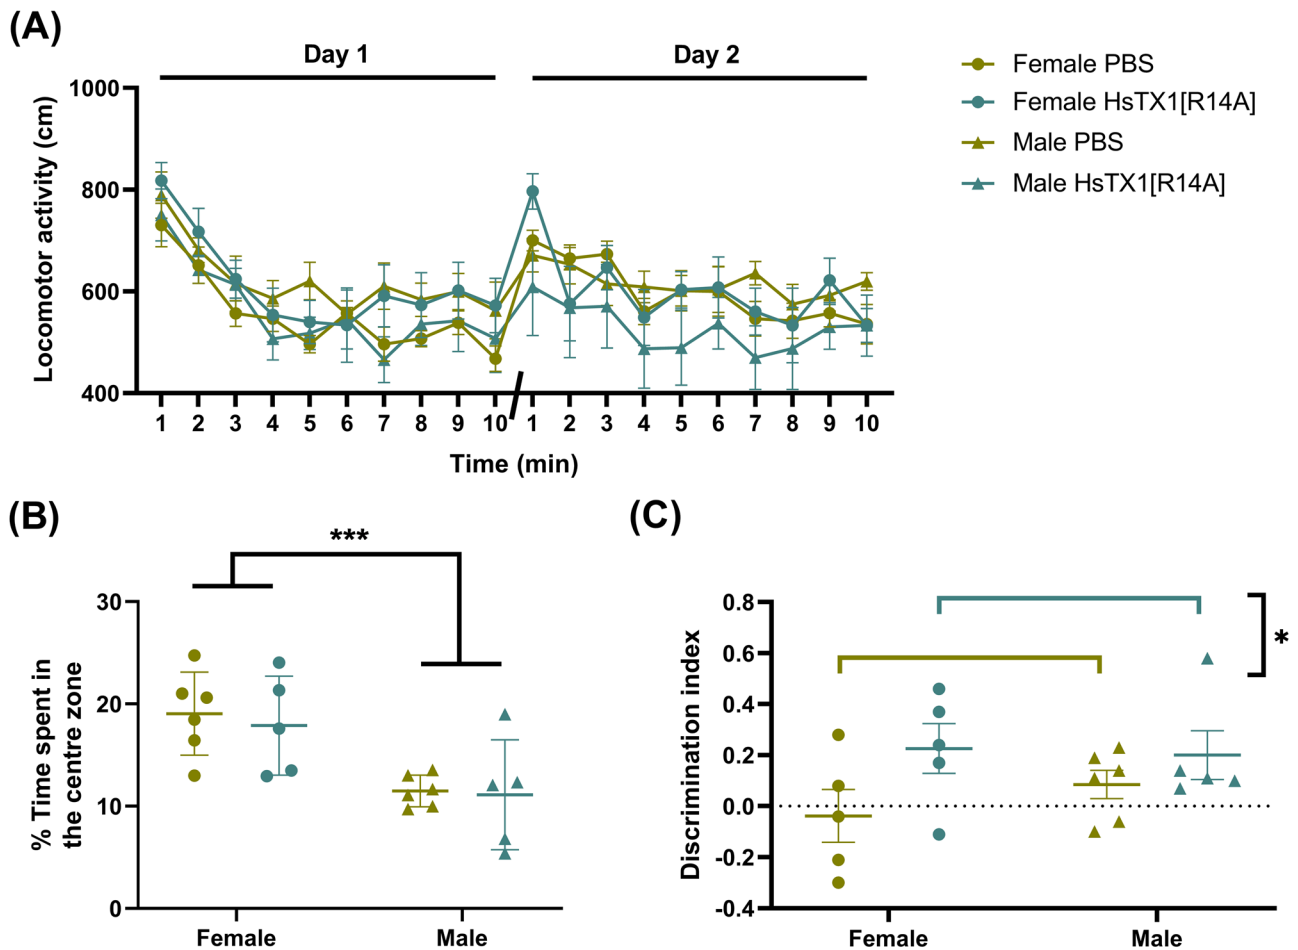 (A)
Day 1
Day 2
Female PBS
Female HsTX1[R14A]
Male PBS
Male HsTX1[R14A]
Locomotor activity (cm)
1000
800
600
400
1 2 3 4 5 6 7 8 9 10 1 2 3 4 5 6 7 8 9 10
Time (min)
(B)
***
% Time spent in
the centre zone
30
20
10
0
Female Male
(C)
*
Discrimination index
0.8
0.6
0.4
0.2
0.0
-0.2
-0.4
Female Male